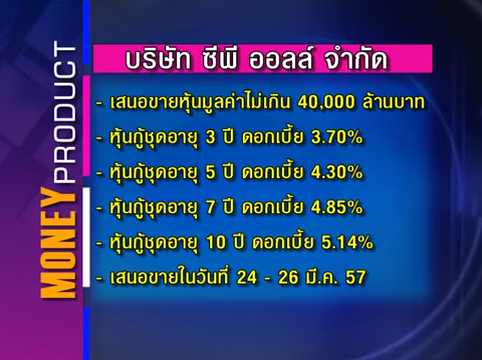 MONEY PRODUCT
บริษัท ซีพี ออลล์ จำกัด
- เสนอขายหุ้นมูลค่าไม่เกิน 40,000 ล้านบาท
- หุ้นกู้ชุดอายุ 3 ปี ดอกเบี้ย 3.70%
- หุ้นกู้ชุดอายุ 5 ปี ดอกเบี้ย 4.30%
- หุ้นกู้ชุดอายุ 7 ปี ดอกเบี้ย 4.85%
- หุ้นกู้ชุดอายุ 10 ปี ดอกเบี้ย 5.14%
- เสนอขายในวันที่ 24 - 26 มี.ค. 57